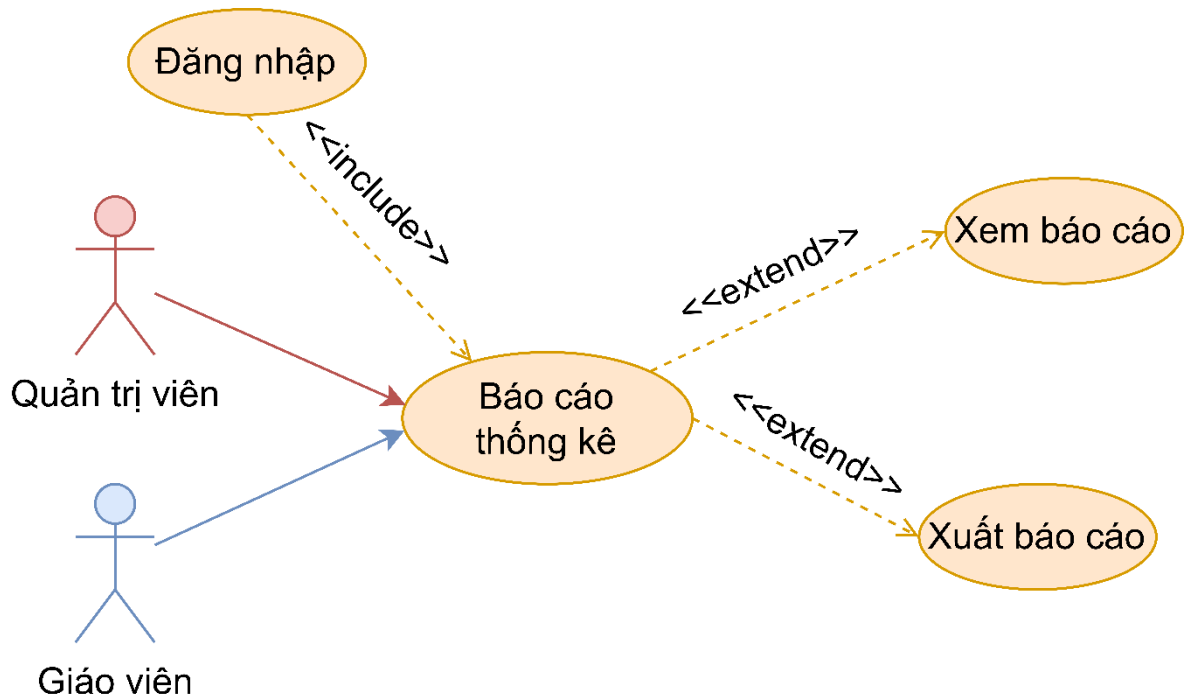 Đăng nhập
<<include>>
Quản trị viên
Báo cáo
thống kê
<<extend>>
Xem báo cáo
<<extend>>
Xuất báo cáo
Giáo viên